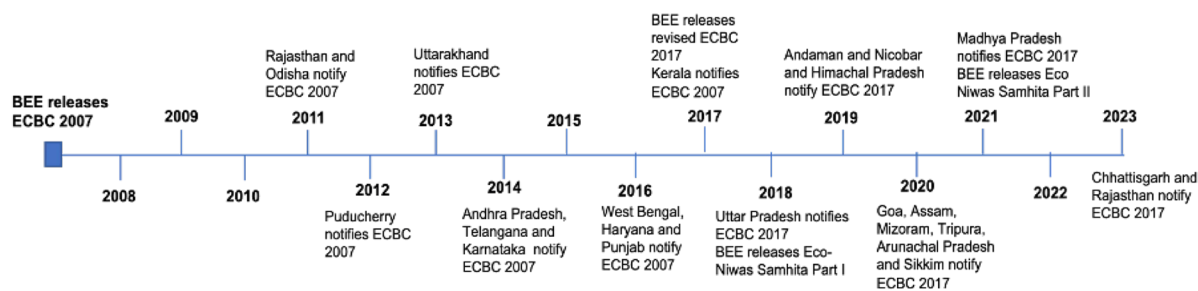 BEE releases
ECBC 2007
2008
2009
2010
Rajasthan and
Odisha notify
ECBC 2007
2011
2012
Puducherry
notifies ECBC
2007
Uttarakhand
notifies ECBC
2007
2013
2014
Andhra Pradesh,
Telangana and
Karnataka notify
ECBC 2007
2015
2016
West Bengal,
Haryana and
Punjab notify
ECBC 2007
BEE releases
revised ECBC
2017
Kerala notifies
ECBC 2007
2017
2018
Uttar Pradesh notifies
ECBC 2017
BEE releases Eco-
Niwas Samhita Part I
Andaman and Nicobar
and Himachal Pradesh
notify ECBC 2017
2019
2020
Goa, Assam,
Mizoram, Tripura,
Arunachal Pradesh
and Sikkim notify
ECBC 2017
Madhya Pradesh
notifies ECBC 2017
BEE releases Eco
Niwas Samhita Part II
2021
2022
2023
Chhattisgarh and
Rajasthan notify
ECBC 2017